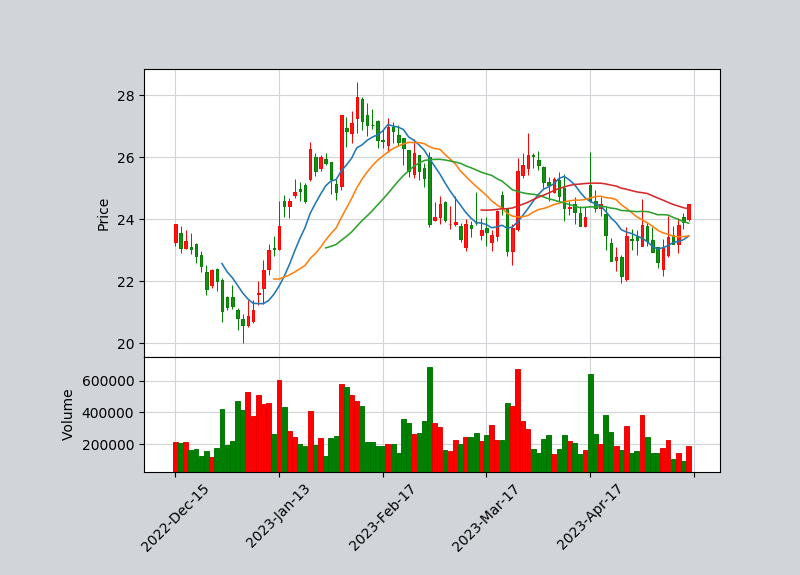 Price
28
26
24
22
20
Volume
600000
400000
200000
2022-Dec-15
2023-Jan-13
2023-Feb-17
2023-Mar-17
2023-Apr-17